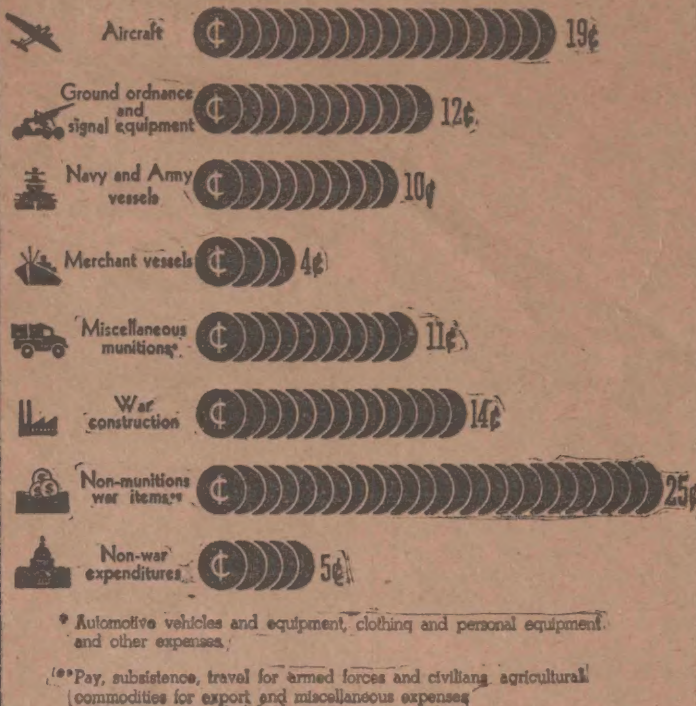 Aircraft 19¢
Ground ordnance
and
signal equipment 12¢
Navy and Army
vessels 10¢
Merchant vessels 4¢
Miscellaneous
munitions* 11¢
War
construction 14¢
Non-munitions
war items** 25¢
Non-war
expenditures 5¢
* Automotive vehicles and equipment, clothing and personal equipment
and other expenses.
**Pay, subsistence, travel for armed forces and civilians, agricultural
commodities for export and miscellaneous expenses